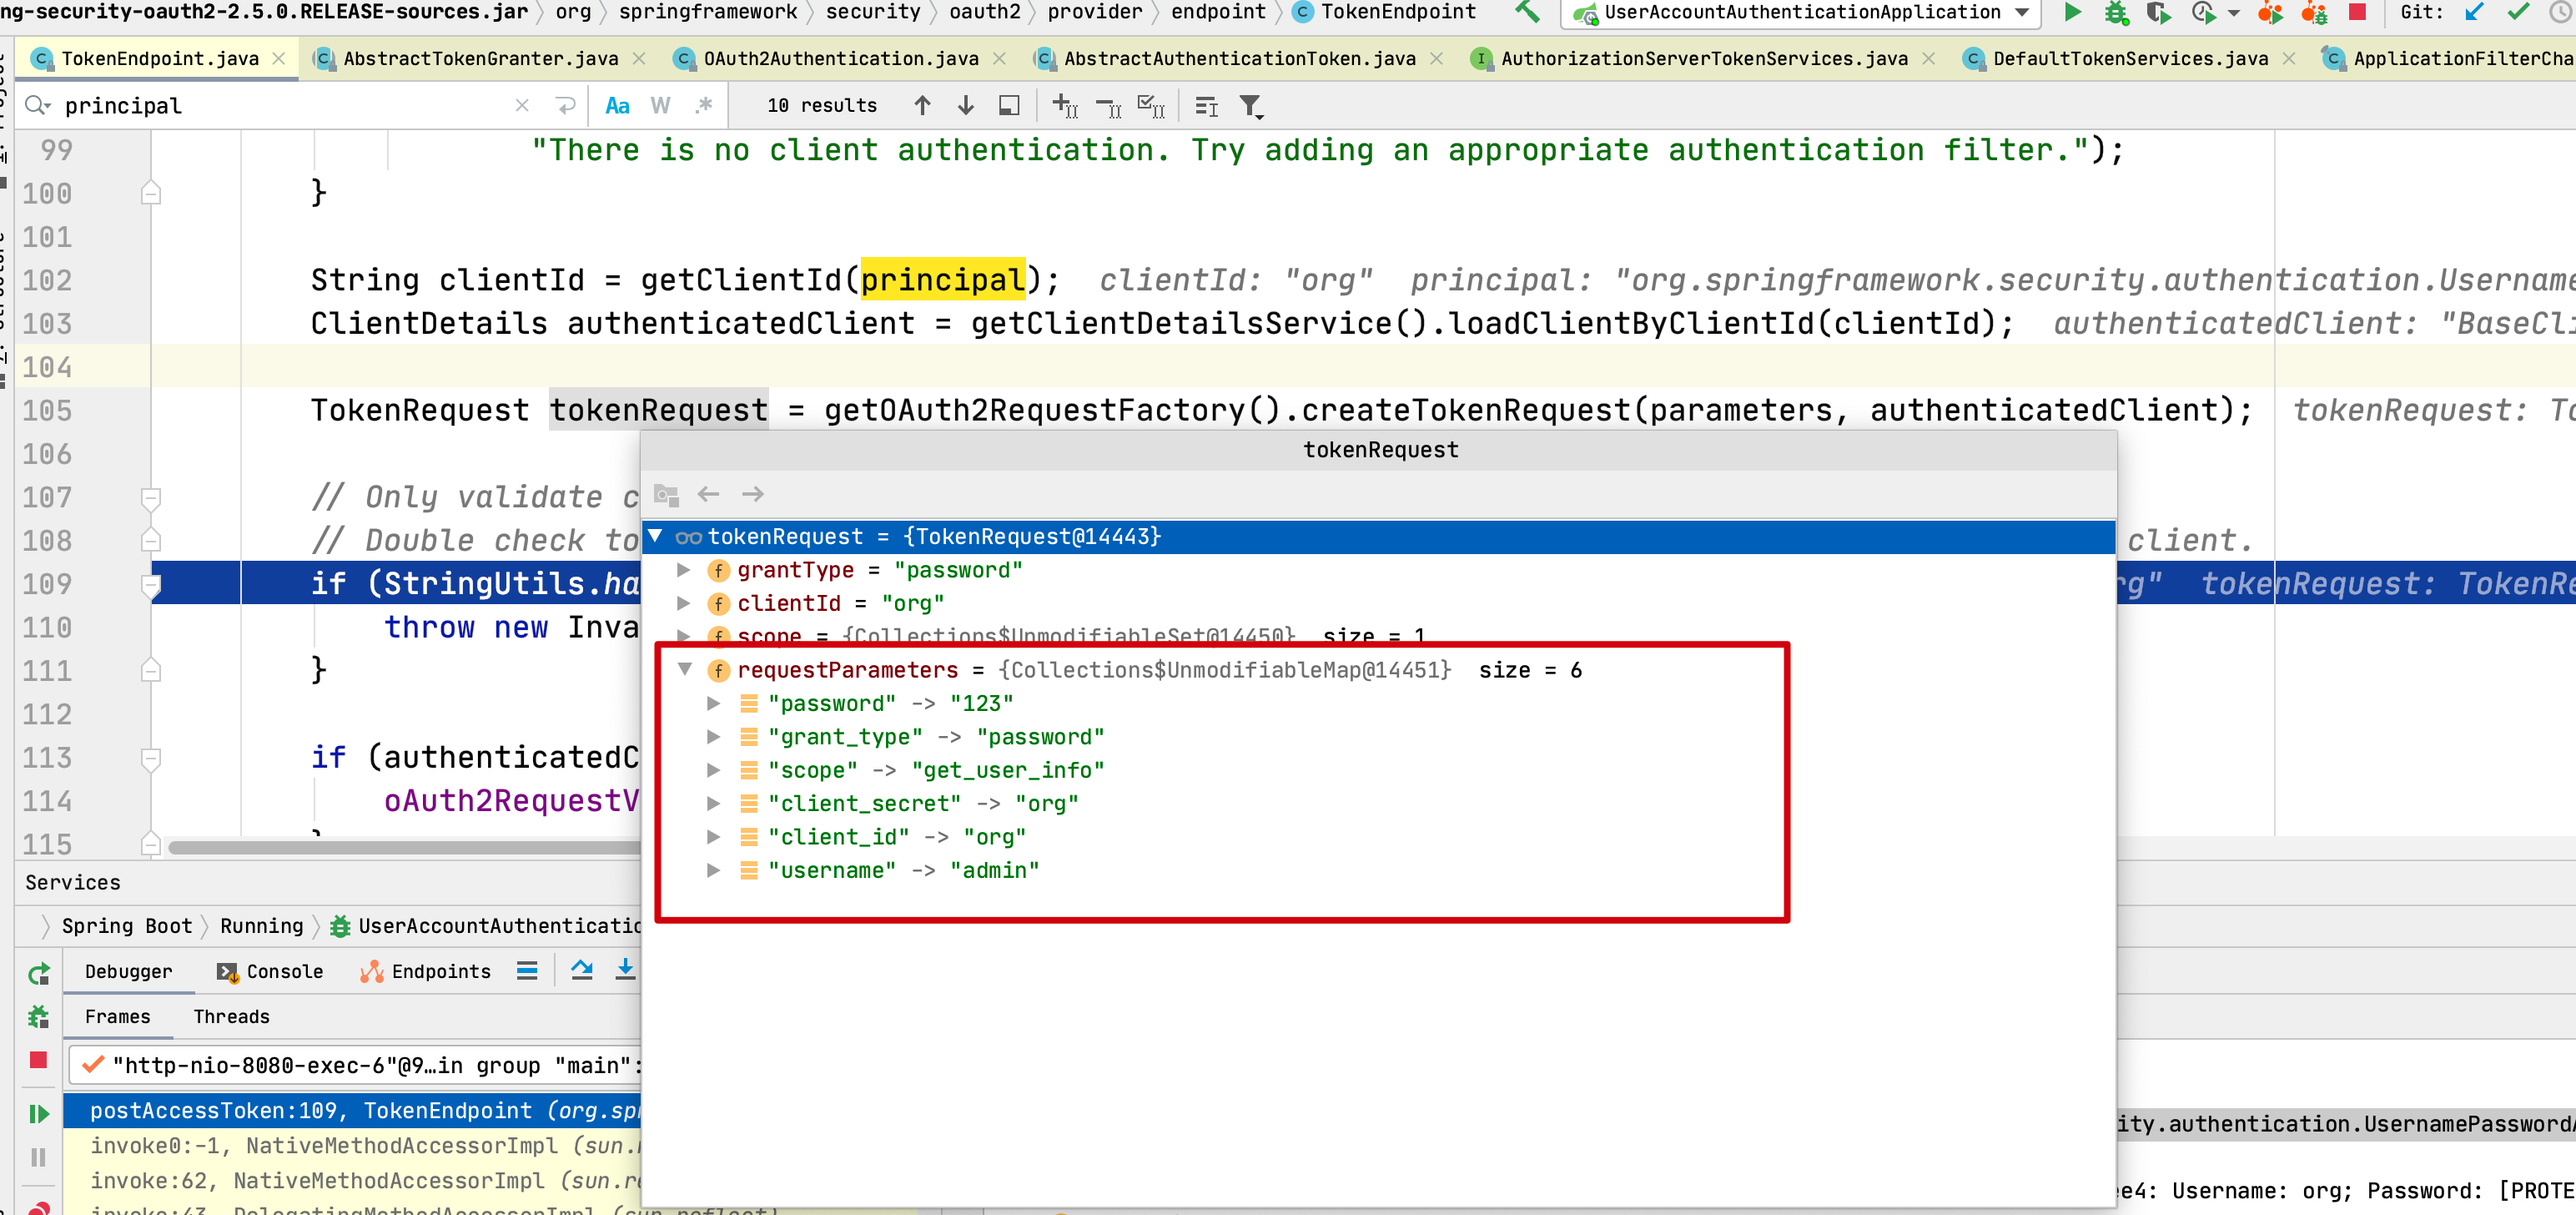 ng-security-oauth2-2.5.0.RELEASE-sources.jar org springframework security oauth2 provider endpoint TokenEndpoint UserAccountAuthenticationApplication Git:
TokenEndpoint.java AbstractTokenGranter.java OAuth2Authentication.java AbstractAuthenticationToken.java AuthorizationServerTokenServices.java DefaultTokenServices.java ApplicationFilterCha
principal Aa W .* 10 results
99 "There is no client authentication. Try adding an appropriate authentication filter.");
100 }
101
102 String clientId = getClientId(principal); clientId: "org" principal: "org.springframework.security.authentication.Username
103 ClientDetails authenticatedClient = getClientDetailsService().loadClientByClientId(clientId); authenticatedClient: "BaseCli
104
105 TokenRequest tokenRequest = getOAuth2RequestFactory().createTokenRequest(parameters, authenticatedClient); tokenRequest: To
106
tokenRequest
107 // Only validate c
108 // Double check to client.
109 if (StringUtils.ha rg" tokenRequest: TokenRe
110 throw new Inva
111 }
112
113 if (authenticatedC
114 oAuth2RequestV
115 }
tokenRequest = {TokenRequest@14443}
grantType = "password"
clientId = "org"
scope = {Collections$UnmodifiableSet@14450} size = 1
requestParameters = {Collections$UnmodifiableMap@14451} size = 6
"password" -> "123"
"grant_type" -> "password"
"scope" -> "get_user_info"
"client_secret" -> "org"
"client_id" -> "org"
"username" -> "admin"
Services
Spring Boot Running UserAccountAuthenticatio
Debugger Console Endpoints
Frames Threads
"http-nio-8080-exec-6"@9…in group "main":
postAccessToken:109, TokenEndpoint (org.spr
invoke0:-1, NativeMethodAccessorImpl (sun.r
invoke:62, NativeMethodAccessorImpl (sun.re
invoke:43, DelegatingMethodAccessorImpl (sun.reflect)
ity.authentication.UsernamePasswordA
e4: Username: org; Password: [PROTE